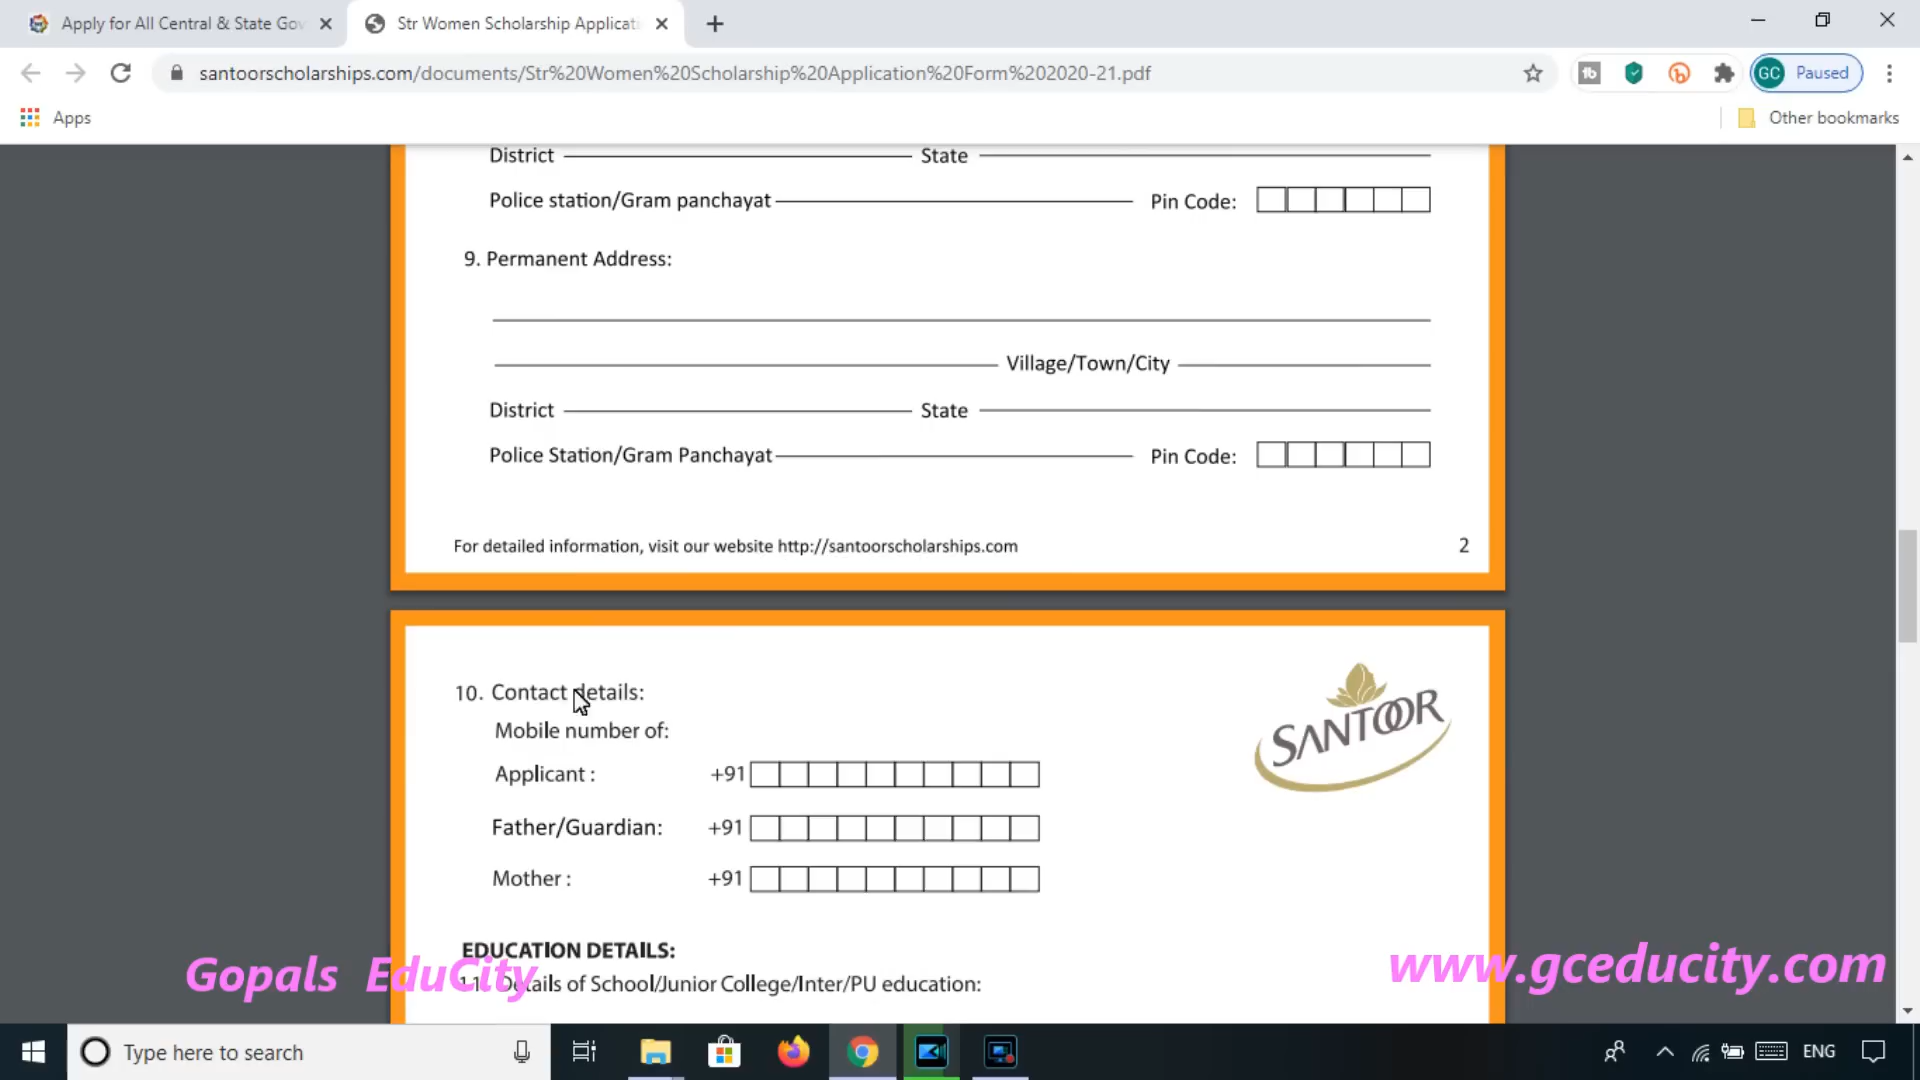 Apply for All Central & State Gov
Str Women Scholarship Applicati
santoorscholarships.com/documents/Str%20Women%20Scholarship%20Application%20Form%202020-21.pdf
GC Paused
Apps
Other bookmarks
District State
Police station/Gram panchayat Pin Code:
9. Permanent Address:
Village/Town/City
District State
Police Station/Gram Panchayat Pin Code:
For detailed information, visit our website http://santoorscholarships.com 2
10. Contact details:
SANTOOR
Mobile number of:
Applicant : +91
Father/Guardian: +91
Mother : +91
EDUCATION DETAILS:
Gopals EduCity
www.gceducity.com
11. Details of School/Junior College/Inter/PU education:
Type here to search
ENG